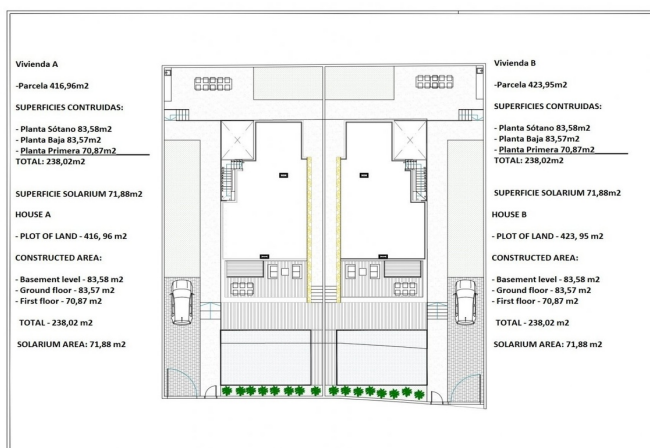 Vivienda A
-Parcela 416,96m2
SUPERFICIES CONTRUIDAS:
- Planta Sótano 83,58m2
- Planta Baja 83,57m2
- Planta Primera 70,87m2
TOTAL: 238,02m2
SUPERFICIE SOLARIUM 71,88m2
HOUSE A
- PLOT OF LAND - 416, 96 m2
CONSTRUCTED AREA:
- Basement level - 83,58 m2
- Ground floor - 83,57 m2
- First floor - 70,87 m2
TOTAL - 238,02 m2
SOLARIUM AREA: 71,88 m2
Vivienda B
-Parcela 423,95m2
SUPERFICIES CONTRUIDAS:
- Planta Sótano 83,58m2
- Planta Baja 83,57m2
- Planta Primera 70,87m2
TOTAL: 238,02m2
SUPERFICIE SOLARIUM 71,88m2
HOUSE B
- PLOT OF LAND - 423, 95 m2
CONSTRUCTED AREA:
- Basement level - 83,58 m2
- Ground floor - 83,57 m2
- First floor - 70,87 m2
TOTAL - 238,02 m2
SOLARIUM AREA: 71,88 m2